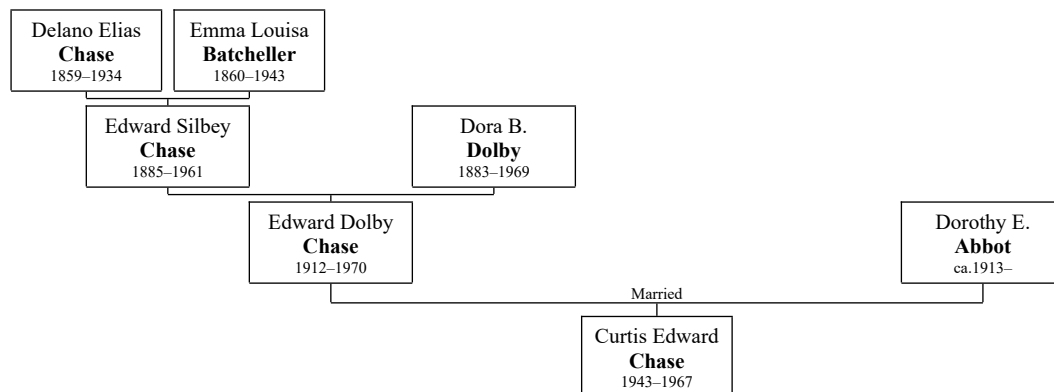 Delano Elias
Chase
1859–1934
Emma Louisa
Batcheller
1860–1943
Edward Silbey
Chase
1885–1961
Dora B.
Dolby
1883–1969
Edward Dolby
Chase
1912–1970
Dorothy E.
Abbot
ca.1913–
Married
Curtis Edward
Chase
1943–1967